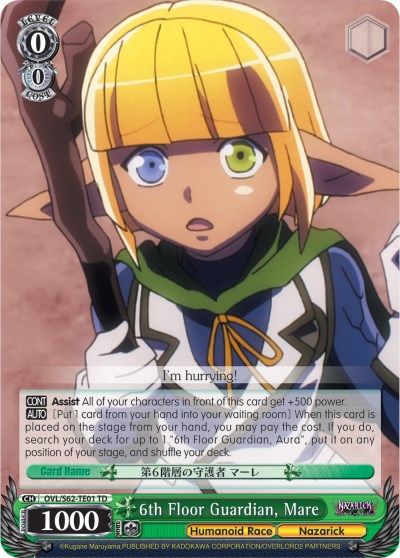 LEVEL
0
0
COST
I'm hurrying!
CONT Assist All of your characters in front of this card get +500 power.
AUTO [Put 1 card from your hand into your waiting room] When this card is
placed on the stage from your hand, you may pay the cost. If you do,
search your deck for up to 1 "6th Floor Guardian, Aura", put it on any
position on your stage, and shuffle your deck.
Card Name 第6階層の守護者 マーレ
CH OVL/S62-TE01 TD
POWER 1000 6th Floor Guardian, Mare NAZARICK
Humanoid Race Nazarick
©Kugane Maruyama,PUBLISHED BY KADOKAWA CORPORATION/OVERLORD2 PARTNERS